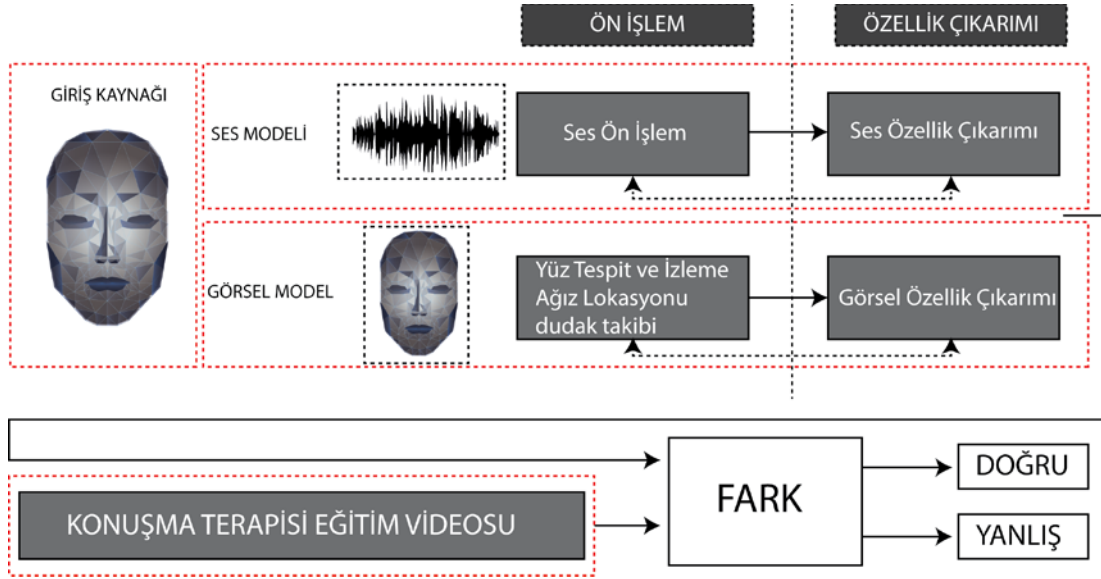 ÖN İŞLEM
ÖZELLİK ÇIKARIMI
GİRİŞ KAYNAĞI
SES MODELİ
Ses Ön İşlem
Ses Özellik Çıkarımı
GÖRSEL MODEL
Yüz Tespit ve İzleme
Ağız Lokasyonu
dudak takibi
Görsel Özellik Çıkarımı
KONUŞMA TERAPİSİ EĞİTİM VİDEOSU
FARK
DOĞRU
YANLIŞ